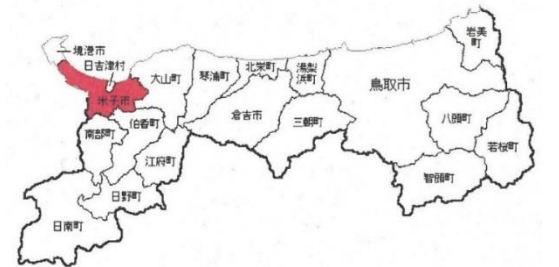 岩美町
境港市
日吉津村
米子市
大山町
琴浦町
北栄町
湯梨浜町
鳥取市
南部町
伯耆町
倉吉市
三朝町
八頭町
若桜町
江府町
智頭町
日野町
日南町